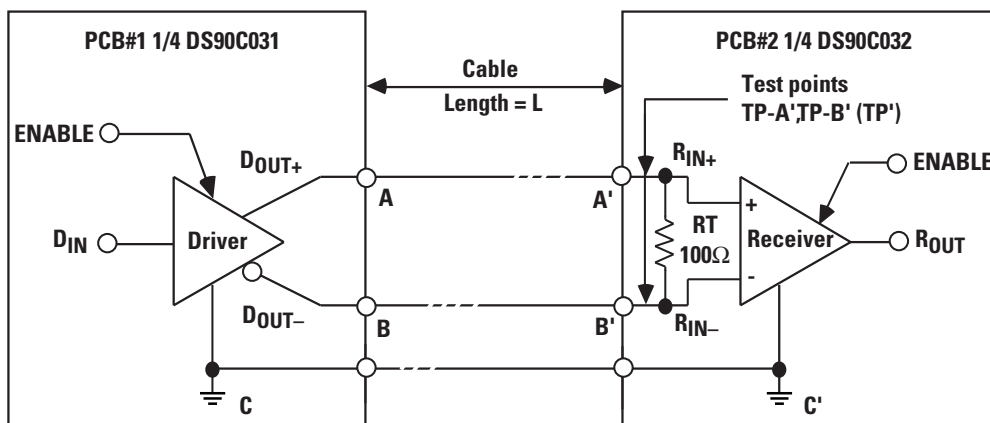 PCB#1 1/4 DS90C031
PCB#2 1/4 DS90C032
Cable
Length = L
Test points
TP-A',TP-B' (TP')
ENABLE
DOUT+
RIN+
ENABLE
A
A'
+
DIN
Driver
RT
100Ω
Receiver
ROUT
-
DOUT–
B
B'
RIN–
C
C'